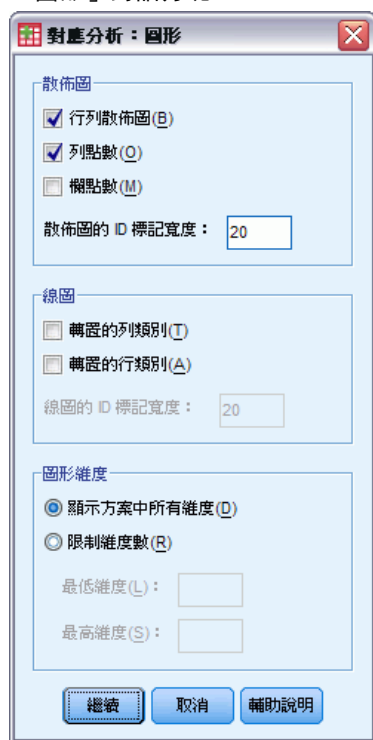 對應分析：圖形
散佈圖
行列散佈圖(B)
列點數(O)
欄點數(M)
散佈圖的 ID 標記寬度： 20
線圖
轉置的列類別(T)
轉置的行類別(A)
線圖的 ID 標記寬度： 20
圖形維度
顯示方案中所有維度(D)
限制維度數(R)
最低維度(L)：
最高維度(S)：
繼續 取消 輔助說明